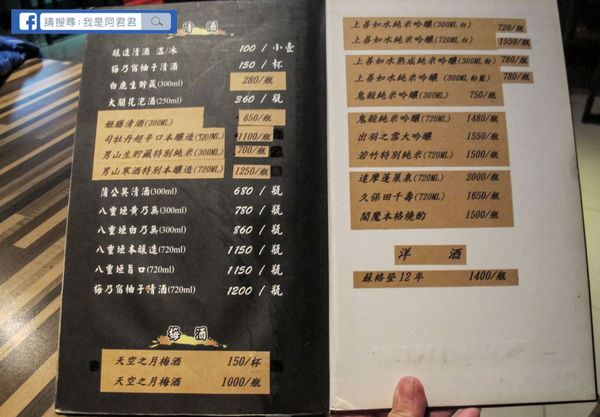 請搜尋:我是阿君君
清 酒
釀造清酒 溫/冰 100 / 小壺
梅乃宿柚子清酒 150 / 杯
白鹿生貯藏(300ml) 280/瓶
大關花泡酒(250ml) 360 / 瓶
姬膳清酒(300ML) 650/瓶
司牡丹超辛口本釀造(720ML) 1100/瓶
男山生貯藏特別純米(300ML) 700/瓶
男山寒酒特別本釀造(720ML) 1250/瓶
蒲公英清酒(300ml) 680 / 瓶
八重垣黃乃與(300ml) 780 / 瓶
八重垣白乃與(300ml) 860 / 瓶
八重垣本釀造(720ml) 1150 / 瓶
八重垣旨口(720ml) 1150 / 瓶
梅乃宿柚子清酒(720ml) 1200 / 瓶
梅 酒
天空之月梅酒 150/杯
天空之月梅酒 1000/瓶
上善如水純米吟釀(300ML 白) 720/瓶
上善如水純米吟釀(720ML 白) 1550/瓶
上善如水熟成純米吟釀(300ML 粉) 780/瓶
上善如水純米吟釀 (300ML 粉藍) 780/瓶
鬼殺純米吟釀(300ML) 750/瓶
鬼殺純米吟釀(720ML) 1480/瓶
出羽之雪大吟釀 1550/瓶
若竹特別純米(720ML) 1500/瓶
達摩蓬萊泉(720ML) 2000/瓶
久保田千壽(720ML) 1650/瓶
閻魔本格燒酌 1500/瓶
洋 酒
蘇格登12年 1400/瓶